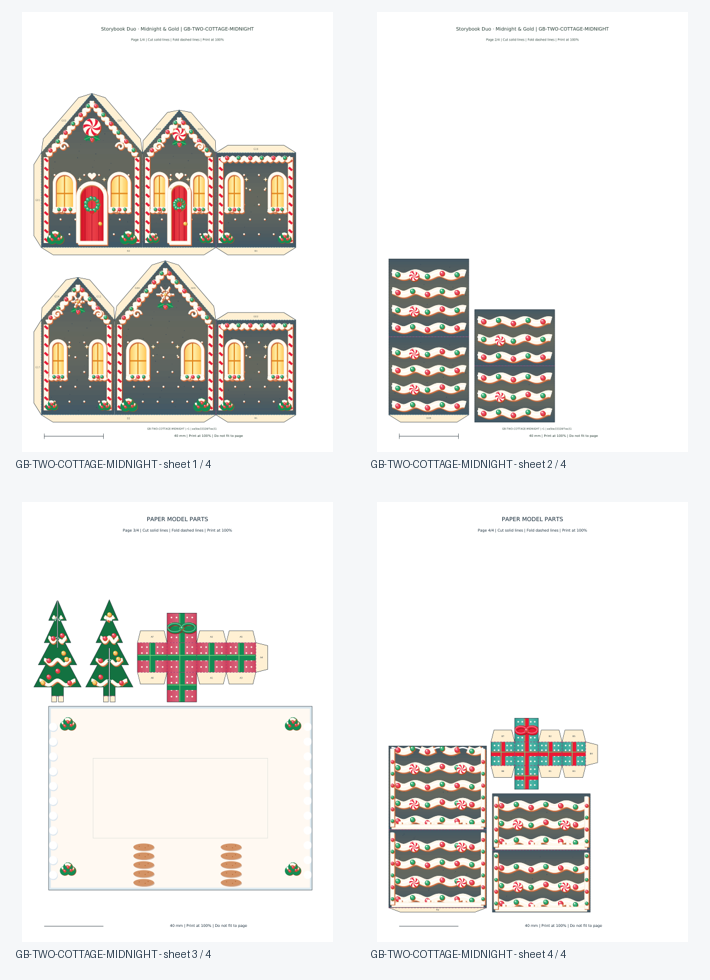 Storybook Duo · Midnight & Gold | GB-TWO-COTTAGE-MIDNIGHT
Page 1/4 | Cut solid lines | Fold dashed lines | Print at 100%
40 mm | Print at 100% | Do not fit to page
GB-TWO-COTTAGE-MIDNIGHT - sheet 1 / 4
Storybook Duo · Midnight & Gold | GB-TWO-COTTAGE-MIDNIGHT
Page 2/4 | Cut solid lines | Fold dashed lines | Print at 100%
40 mm | Print at 100% | Do not fit to page
GB-TWO-COTTAGE-MIDNIGHT - sheet 2 / 4
PAPER MODEL PARTS
Page 3/4 | Cut solid lines | Fold dashed lines | Print at 100%
40 mm | Print at 100% | Do not fit to page
GB-TWO-COTTAGE-MIDNIGHT - sheet 3 / 4
PAPER MODEL PARTS
Page 4/4 | Cut solid lines | Fold dashed lines | Print at 100%
40 mm | Print at 100% | Do not fit to page
GB-TWO-COTTAGE-MIDNIGHT - sheet 4 / 4